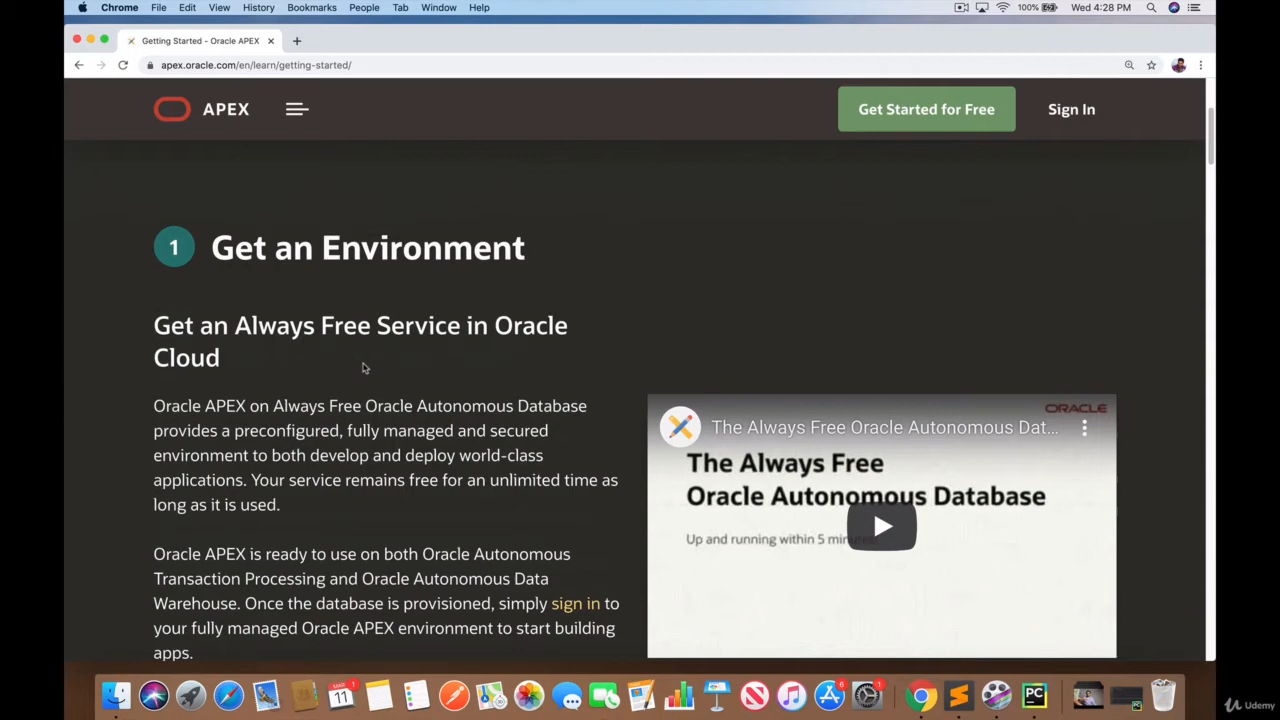 Chrome File Edit View History Bookmarks People Tab Window Help 100% Wed 4:28 PM
Getting Started - Oracle APEX
apex.oracle.com/en/learn/getting-started/
APEX Get Started for Free Sign In
1 Get an Environment
Get an Always Free Service in Oracle
Cloud
Oracle APEX on Always Free Oracle Autonomous Database
provides a preconfigured, fully managed and secured
environment to both develop and deploy world-class
applications. Your service remains free for an unlimited time as
long as it is used.
Oracle APEX is ready to use on both Oracle Autonomous
Transaction Processing and Oracle Autonomous Data
Warehouse. Once the database is provisioned, simply sign in to
your fully managed Oracle APEX environment to start building
apps.
ORACLE
The Always Free Oracle Autonomous Dat...
The Always Free
Oracle Autonomous Database
Up and running within 5
MAR 1
11
6
1
PC
Udemy